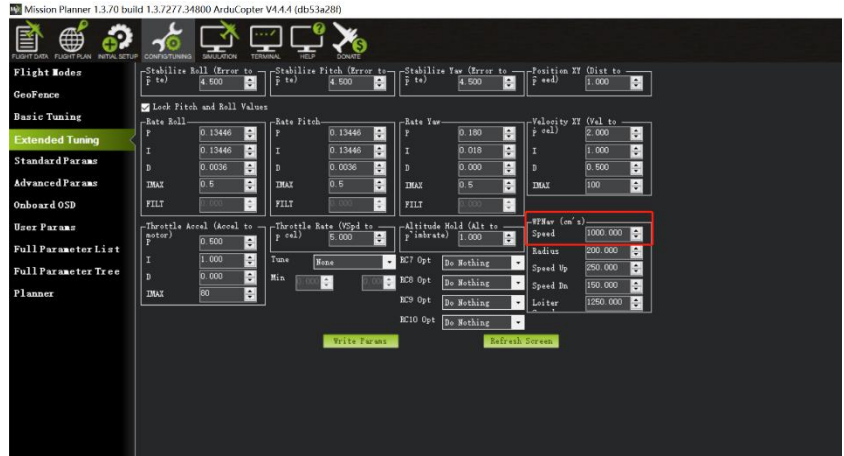 Mission Planner 1.3.70 build 1.3.7277.34800 ArduCopter V4.4.4 (db53a28f)
FLIGHT DATA FLIGHT PLAN INITIAL SETUP CONFIG/TUNING SIMULATION TERMINAL HELP DONATE
Flight Modes
GeoFence
Basic Tuning
Extended Tuning
Standard Params
Advanced Params
Onboard OSD
User Params
Full Parameter List
Full Parameter Tree
Planner
Stabilize Roll (Error to
P te) 4.500
Stabilize Pitch (Error to
P te) 4.500
Stabilize Yaw (Error to
P te) 4.500
Position XY (Dist to
P eed) 1.000
Lock Pitch and Roll Values
Rate Roll
P 0.13446
I 0.13446
D 0.0036
IMAX 0.5
FILT 0.000
Rate Pitch
P 0.13446
I 0.13446
D 0.0036
IMAX 0.5
FILT 0.000
Rate Yaw
P 0.180
I 0.018
D 0.000
IMAX 0.5
FILT
Velocity XY (Vel to
P cel) 2.000
I 1.000
D 0.500
IMAX 100
Throttle Accel (Accel to
motor)
P 0.500
I 1.000
D 0.000
IMAX 80
Throttle Rate (VSpd to
P cel) 5.000
Tune None
Min 0.000 0.00
Altitude Hold (Alt to
P imbrate) 1.000
RC7 Opt Do Nothing
RC8 Opt Do Nothing
RC9 Opt Do Nothing
RC10 Opt Do Nothing
WPNav (cm's)
Speed 1000.000
Radius 200.000
Speed Up 250.000
Speed Dn 150.000
Loiter 1250.000
Write Params Refresh Screen